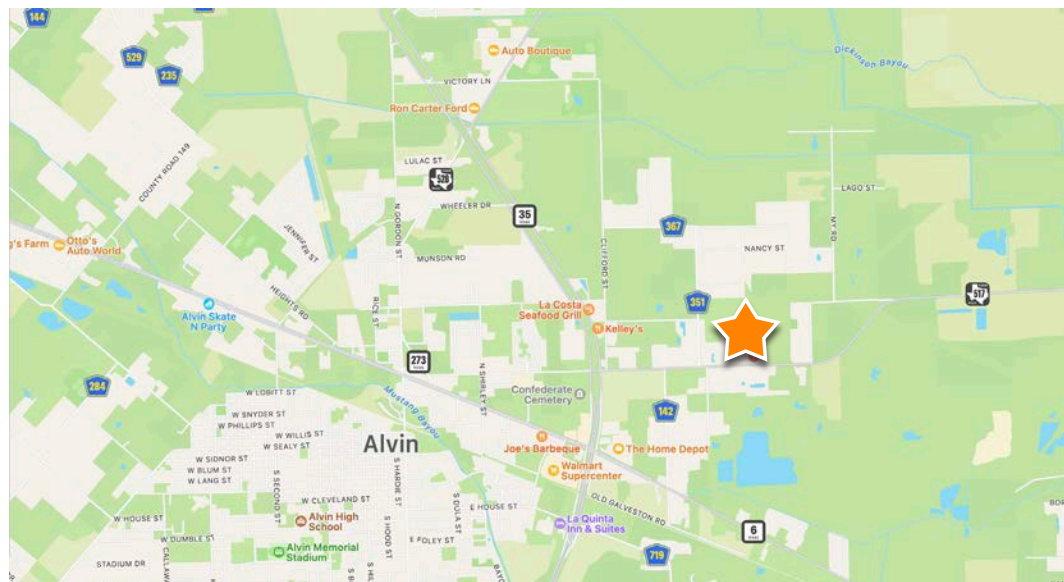 144
529
235
Auto Boutique
Dickinson Bayou
VICTORY LN
Ron Carter Ford
COUNTY ROAD 149
LULAC ST
528
WHEELER DR
35
TEXAS
367
LAGO ST
MY RD
N GORDON ST
JENNIFER ST
MUNSON RD
CLIFFORD ST
NANCY ST
g's Farm
Otto's
Auto World
HEIGHTS RD
RICE ST
Alvin Skate
N Party
La Costa
Seafood Grill
Kelley's
351
517
273
N SHIRLEY ST
284
W LOBITT ST
Mustang Bayou
Confederate
Cemetery
142
W SNYDER ST
W PHILLIPS ST
W WILLIS ST
W SEALY ST
Alvin
Joe's Barbeque
The Home Depot
W SIDNOR ST
W BLUM ST
W LANG ST
Walmart
Supercenter
S SECOND ST
S HARDIE ST
S DULA ST
W CLEVELAND ST
E HOUSE ST
OLD GALVESTON RD
W HOUSE ST
Alvin High
School
S HOOD ST
La Quinta
Inn & Suites
6
W DUMBLE ST
E FOLEY ST
Alvin Memorial
Stadium
719
STADIUM DR